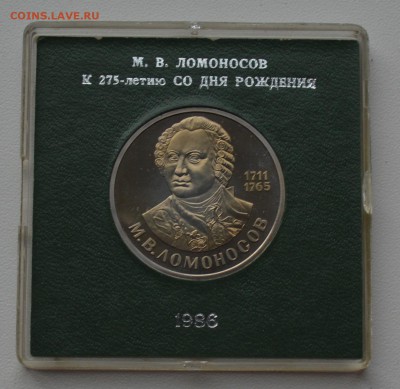 COINS.LAVE.RU
М. В. ЛОМОНОСОВ
К 275-летию СО ДНЯ РОЖДЕНИЯ
1711
1765
М.В.ЛОМОНОСОВ
1986